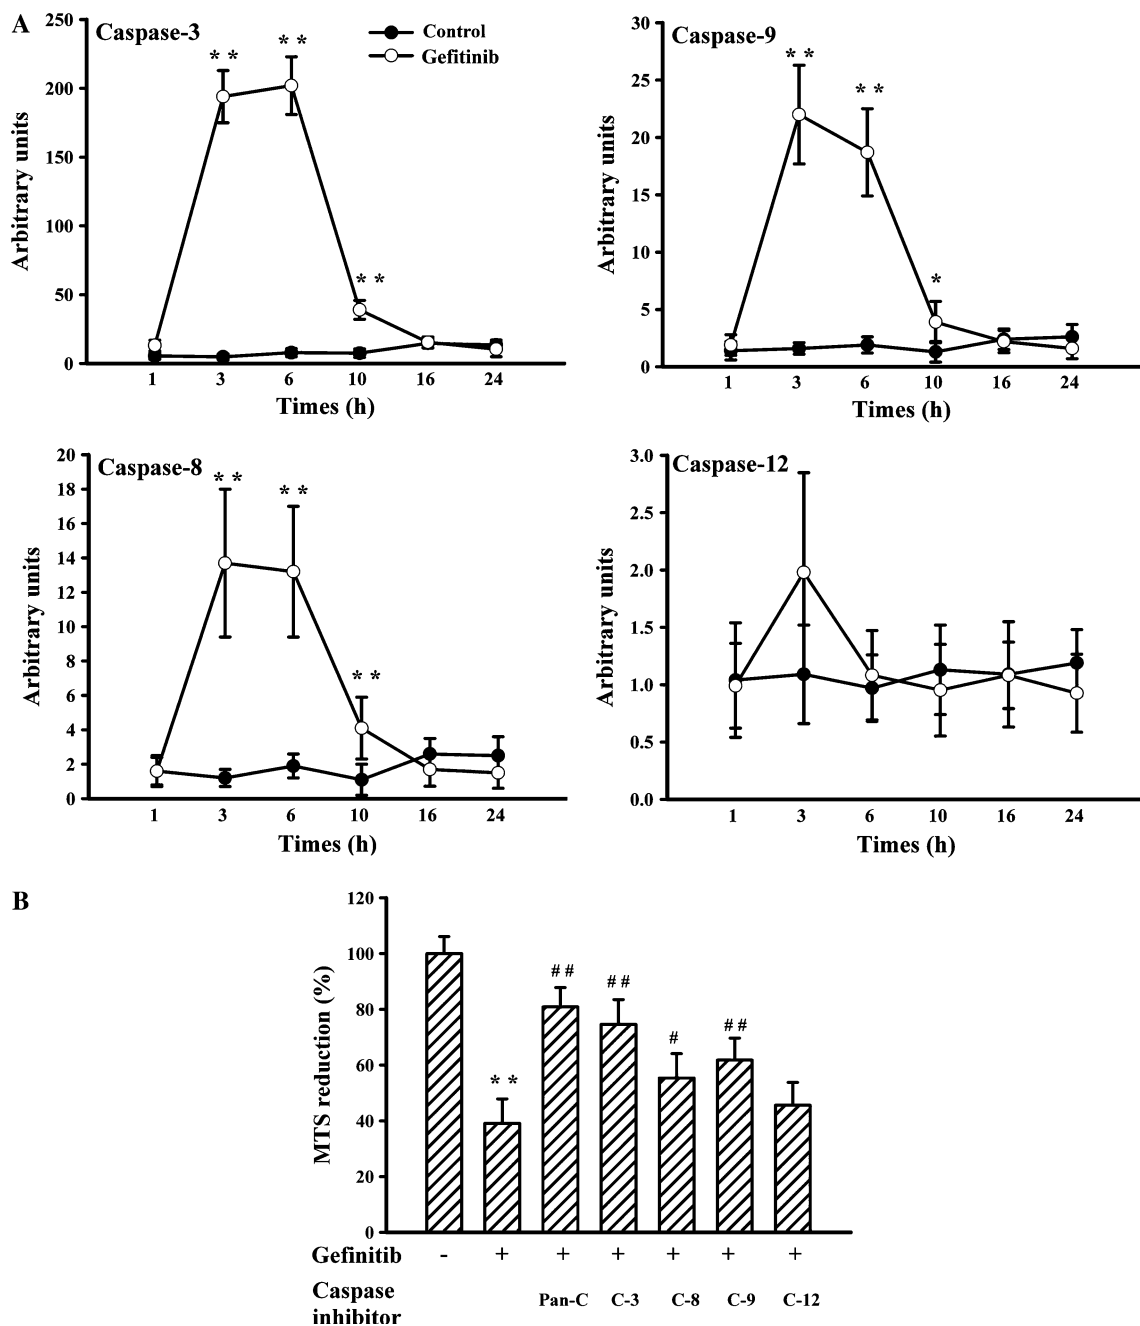 A
Caspase-3
Control
Gefitinib
250
200
150
100
50
0
Arbitrary units
* *
* *
* *
1 3 6 10 16 24
Times (h)
Caspase-9
30
25
20
15
10
5
0
Arbitrary units
* *
* *
*
1 3 6 10 16 24
Times (h)
Caspase-8
20
18
16
14
12
10
8
6
4
2
0
Arbitrary units
* *
* *
* *
1 3 6 10 16 24
Times (h)
Caspase-12
3.0
2.5
2.0
1.5
1.0
0.5
0.0
Arbitrary units
1 3 6 10 16 24
Times (h)
B
120
100
80
60
40
20
0
MTS reduction (%)
* *
# #
# #
#
# #
Gefinitib - + + + + + +
Caspase inhibitor Pan-C C-3 C-8 C-9 C-12